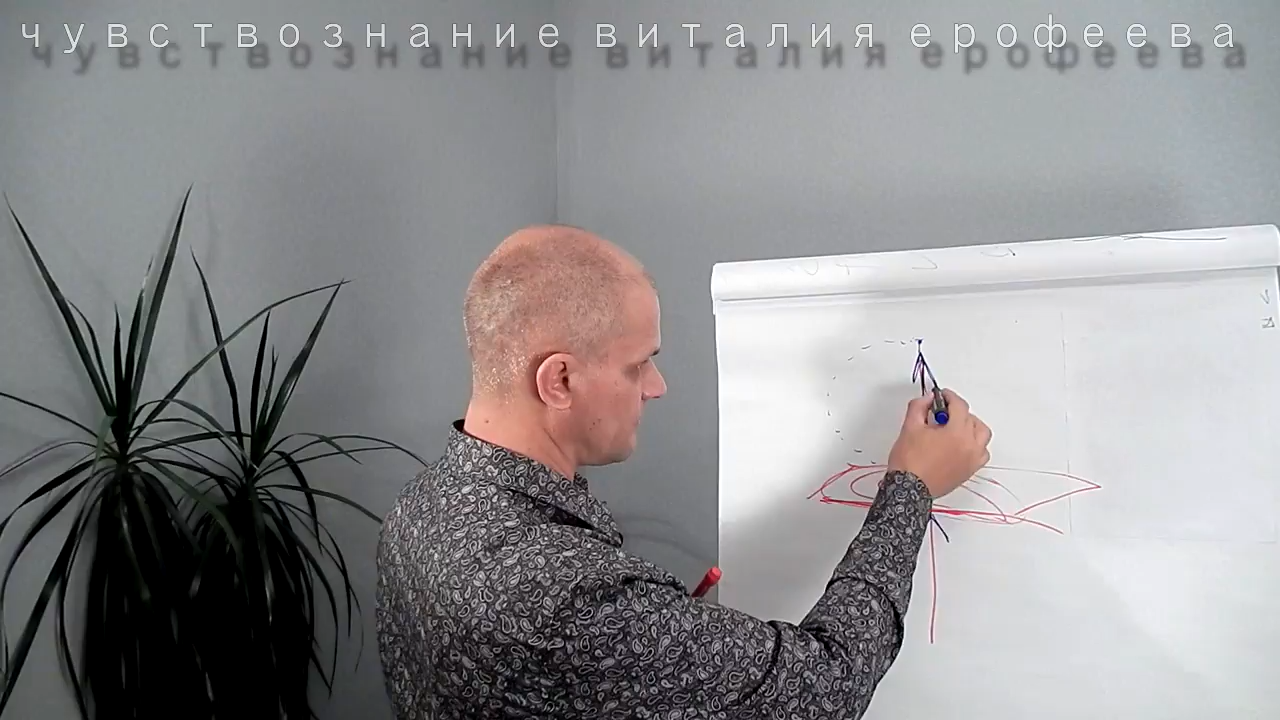 чувствознание виталия ерофеева